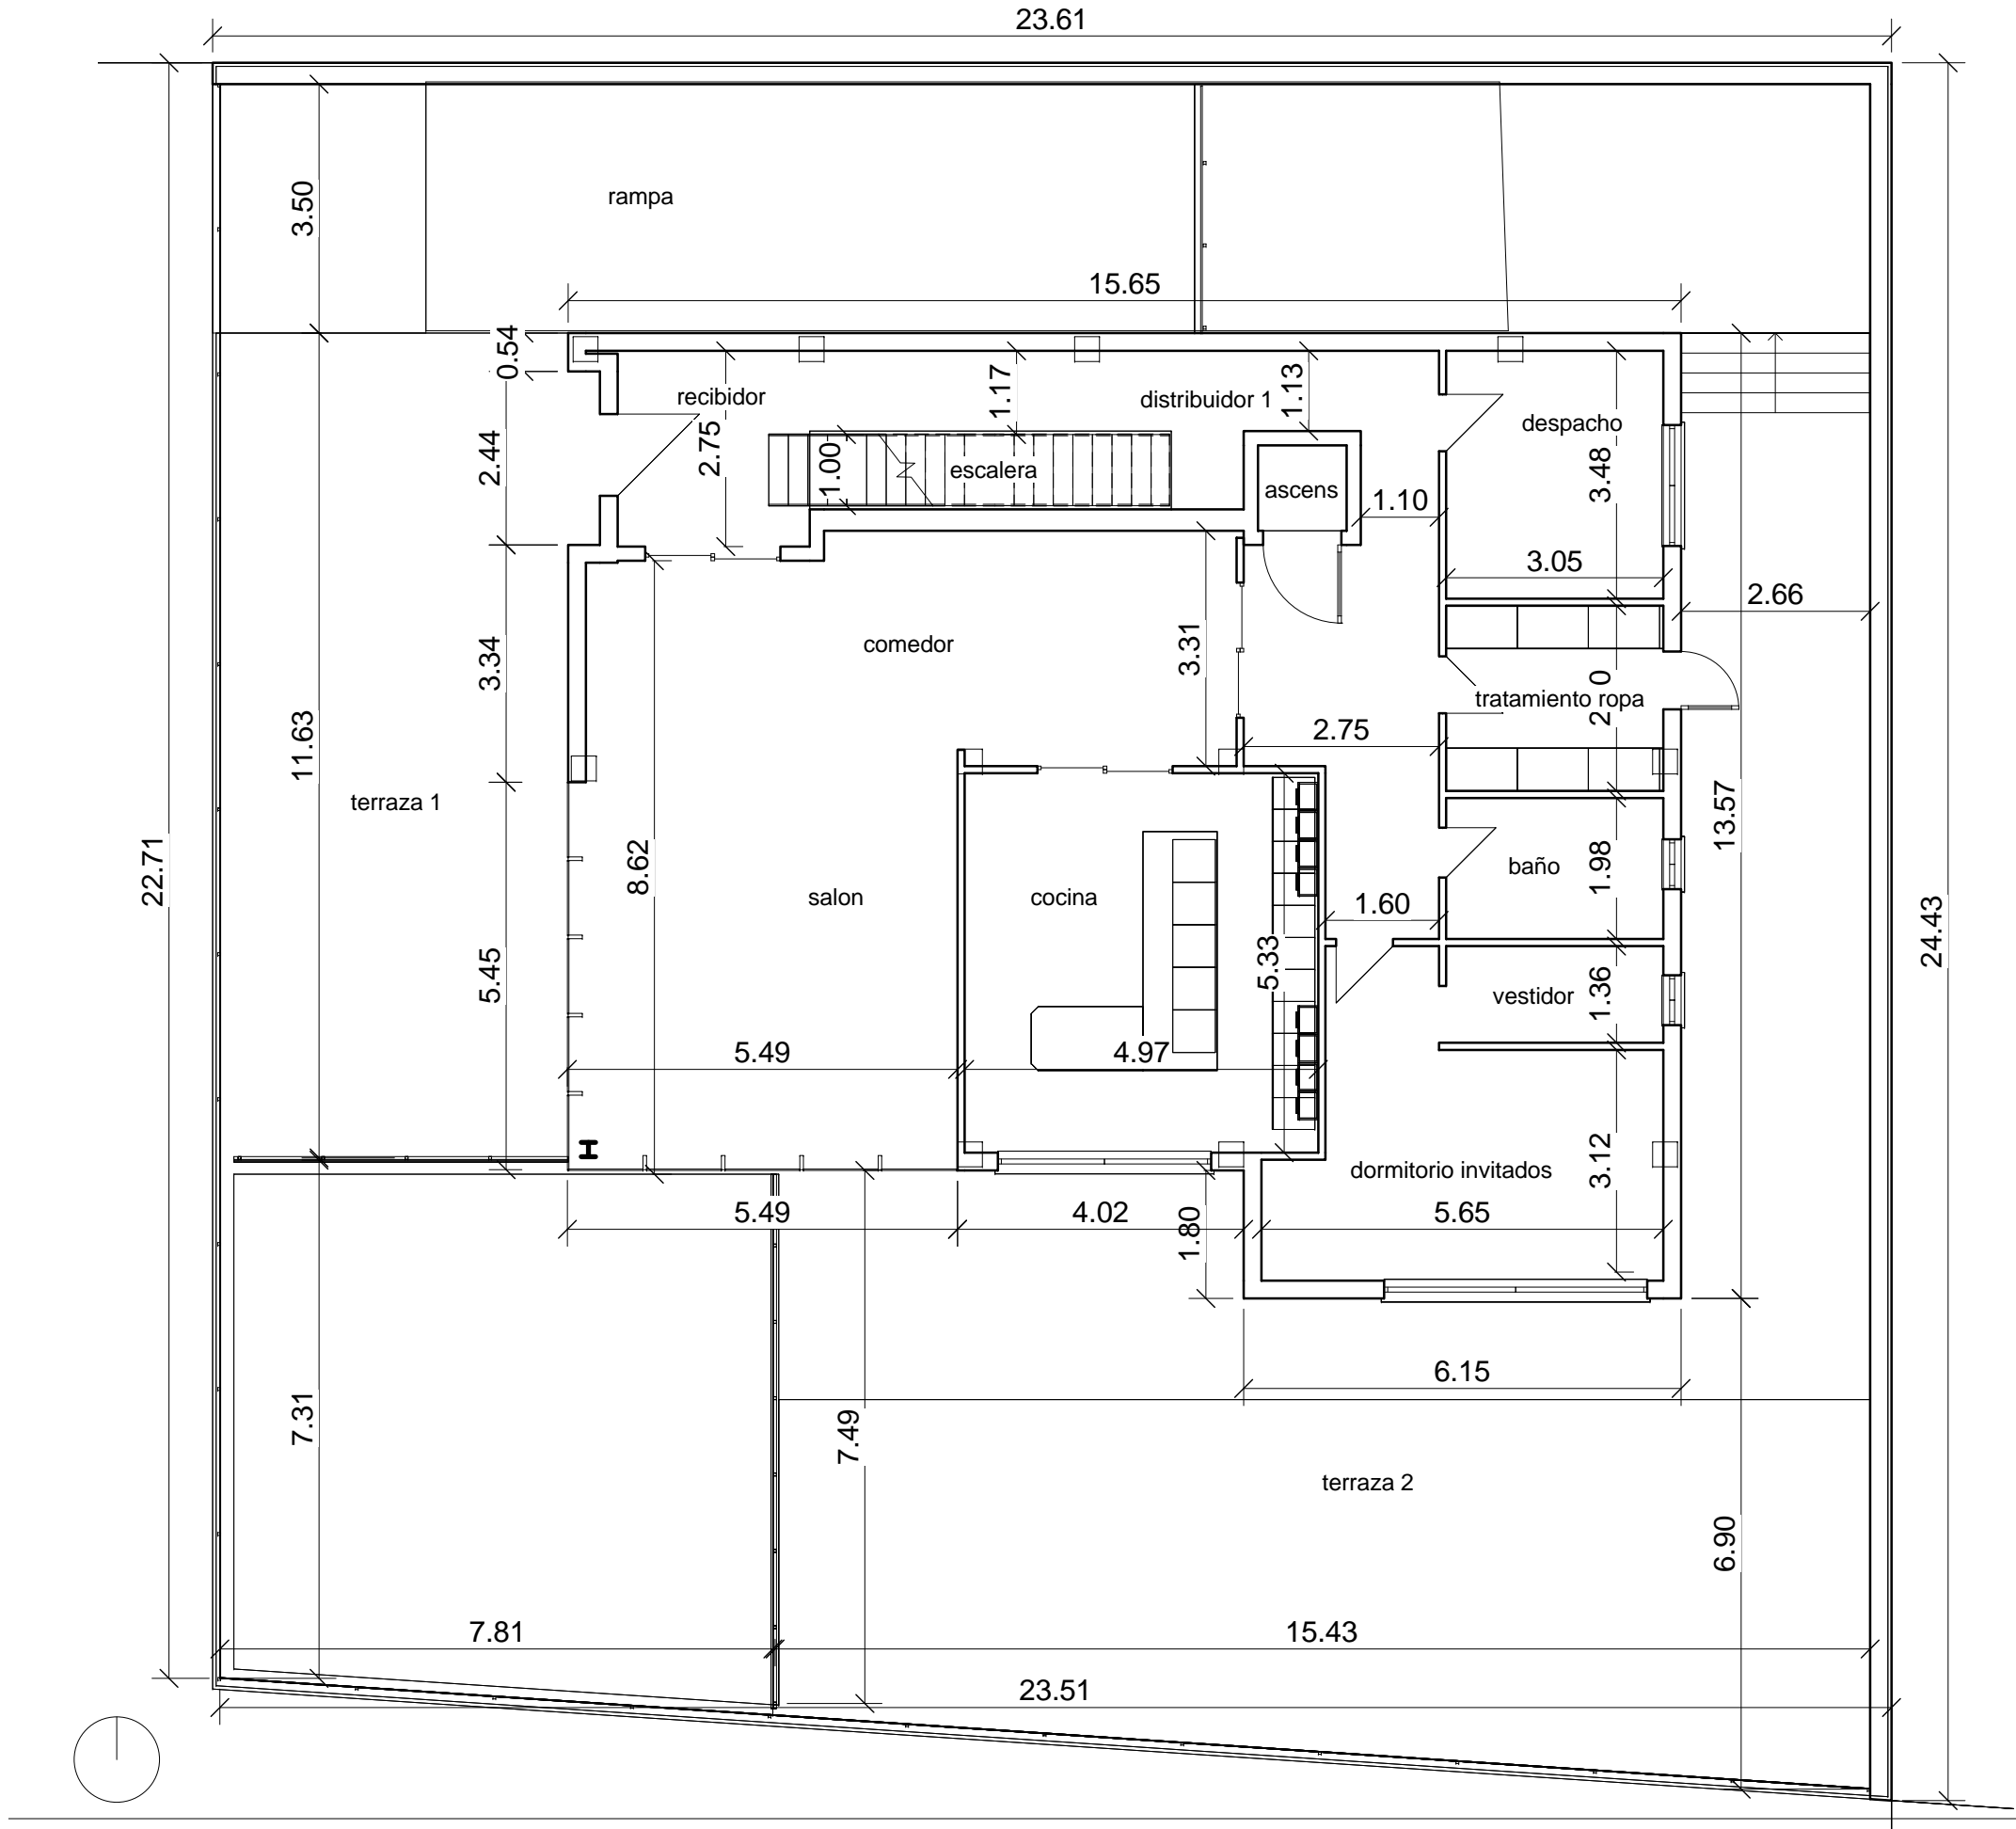 23.61
rampa
3.50
15.65
0.54
recibidor
1.17
distribuidor 1
1.13
despacho
2.44
2.75
1.00
escalera
ascens
1.10
3.48
3.05
2.66
comedor
3.31
3.34
11.63
tratamiento ropa
2.75
terraza 1
13.57
22.71
8.62
salon
cocina
baño
1.98
1.60
24.43
5.45
5.33
vestidor
1.36
5.49
4.97
dormitorio invitados
3.12
5.49
4.02
1.80
5.65
6.15
7.31
7.49
terraza 2
6.90
7.81
15.43
23.51